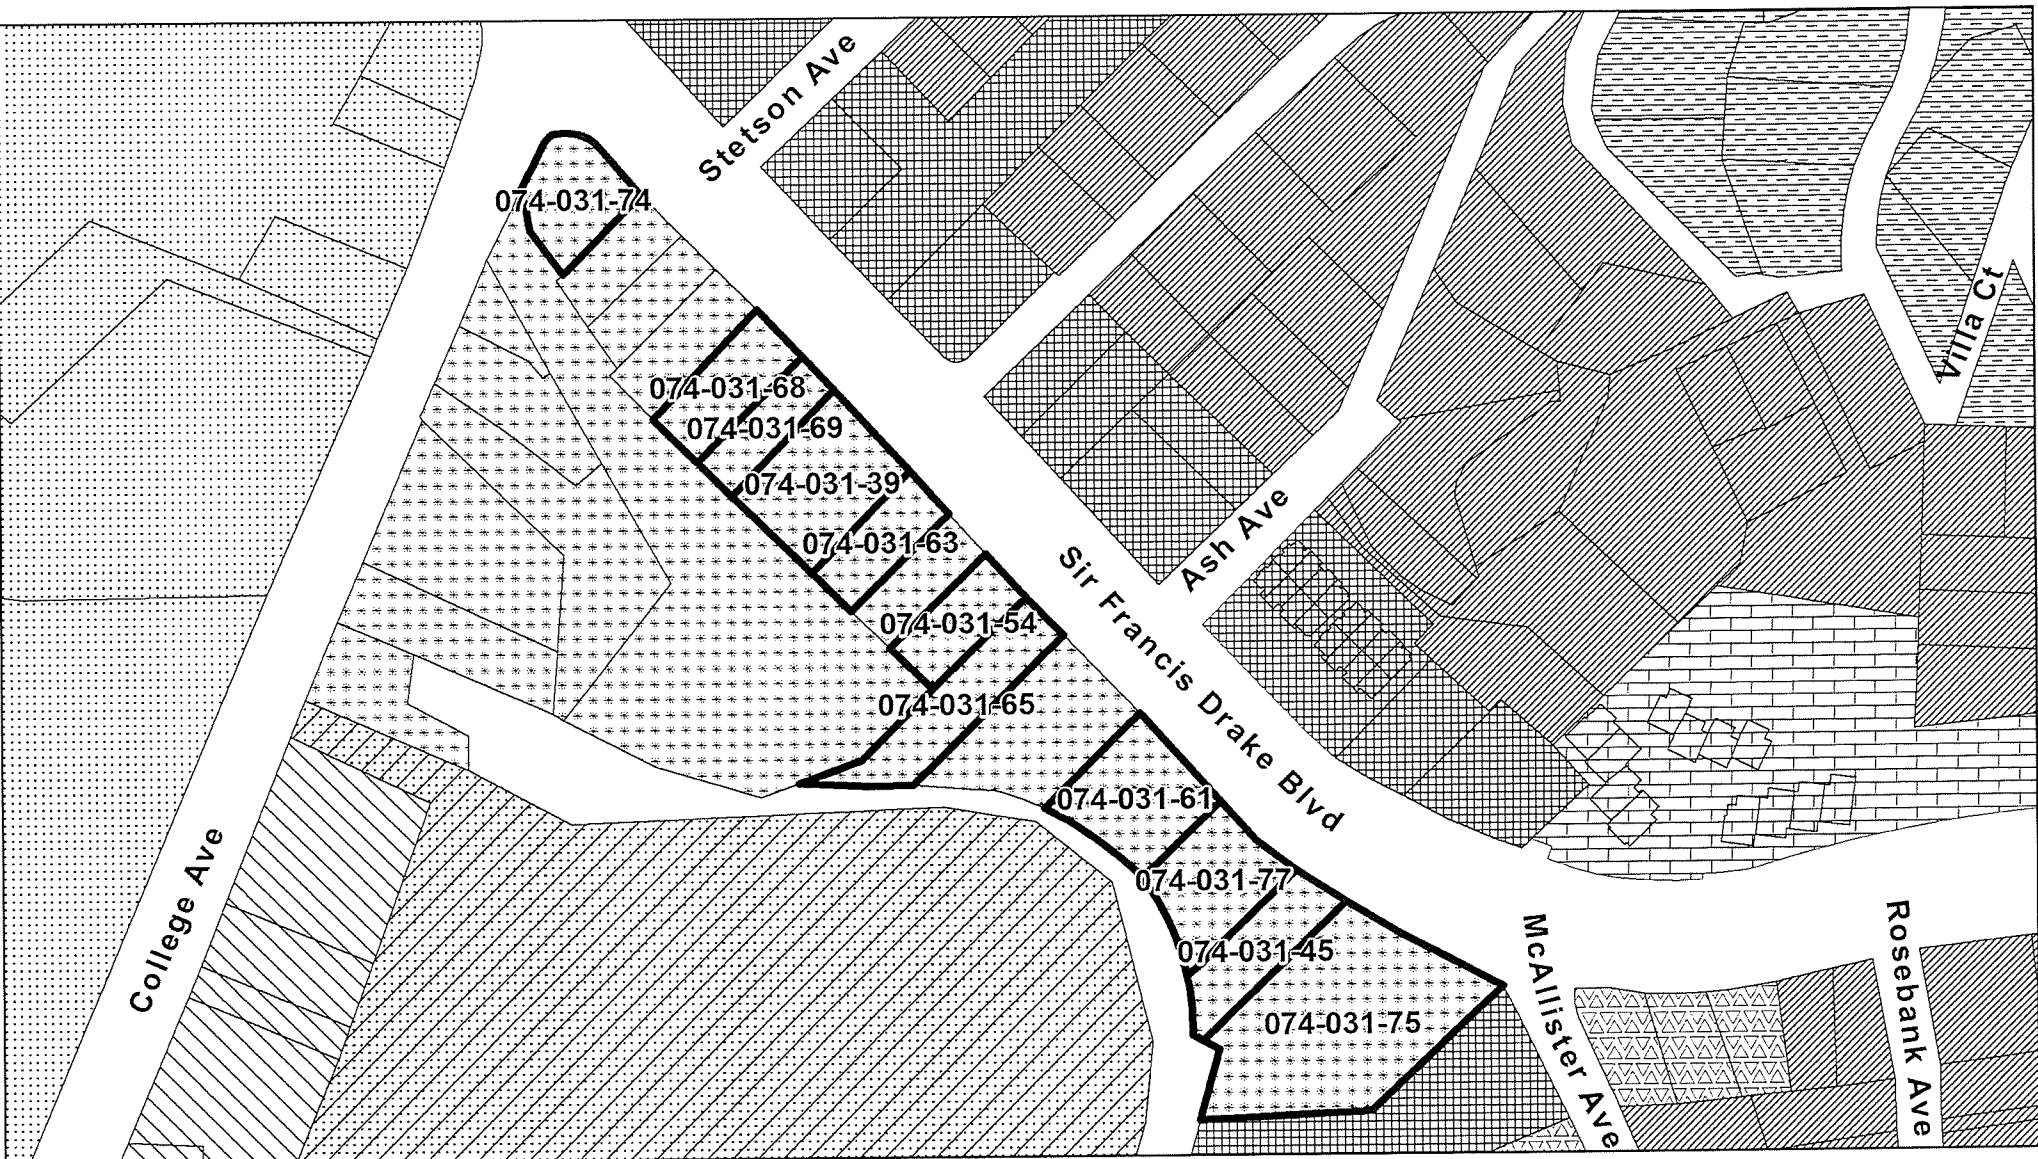 Stetson Ave
074-031-74
Villa Ct
074-031-68
074-031-69
074-031-39
074-031-63
Ash Ave
074-031-54
Sir Francis Drake Blvd
074-031-65
074-031-61
074-031-77
College Ave
074-031-45
McAllister Ave
Rosebank Ave
074-031-75